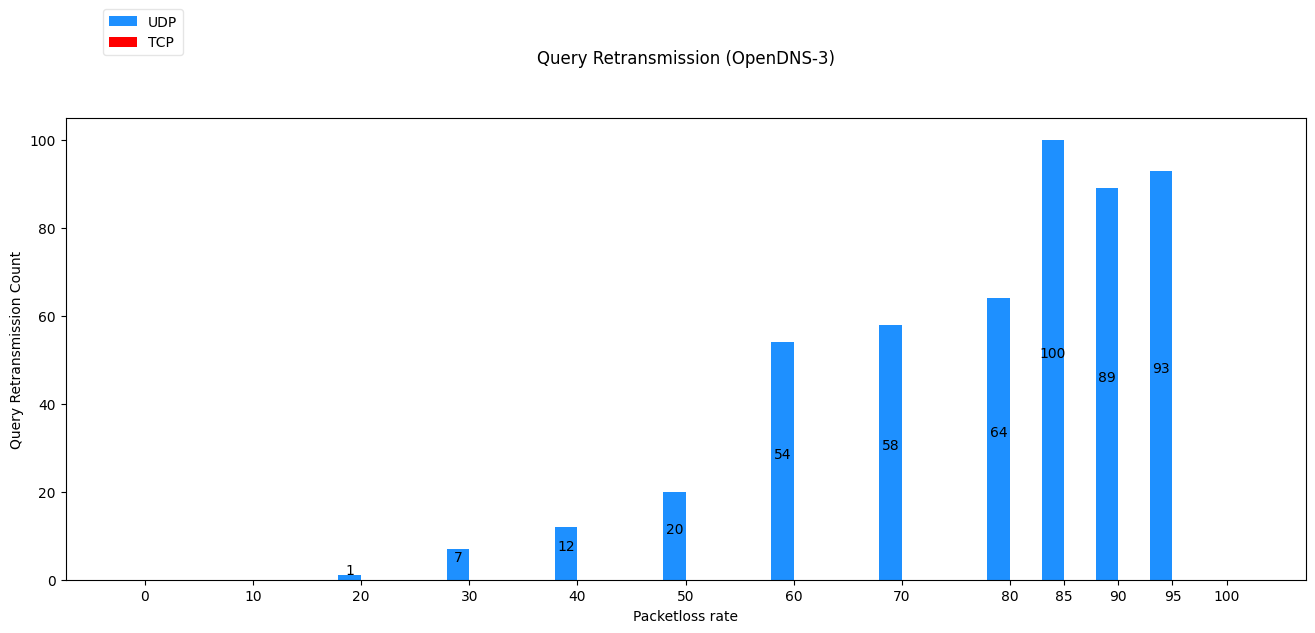 UDP
TCP
Query Retransmission (OpenDNS-3)
Query Retransmission Count
100
80
60
40
20
0
1
7
12
20
54
58
64
100
89
93
0 10 20 30 40 50 60 70 80 85 90 95 100
Packetloss rate